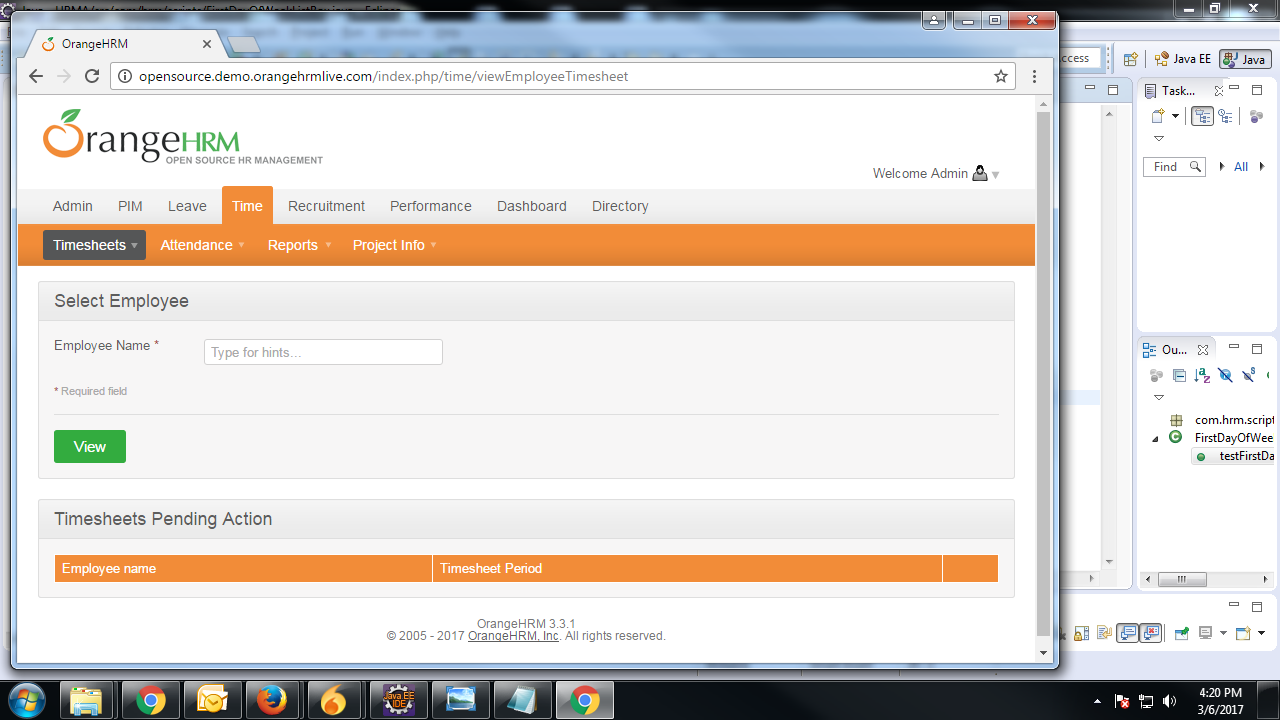 OrangeHRM
opensource.demo.orangehrmlive.com/index.php/time/viewEmployeeTimesheet
OrangeHRM
OPEN SOURCE HR MANAGEMENT
Welcome Admin
Admin PIM Leave Time Recruitment Performance Dashboard Directory
Timesheets Attendance Reports Project Info
Select Employee
Employee Name * Type for hints...
* Required field
View
Timesheets Pending Action
Employee name Timesheet Period
OrangeHRM 3.3.1
© 2005 - 2017 OrangeHRM, Inc. All rights reserved.
Java EE Java
Task...
Find All
Ou...
com.hrm.script
FirstDayOfWee
testFirstDa
Java EE
IDE
4:20 PM
3/6/2017